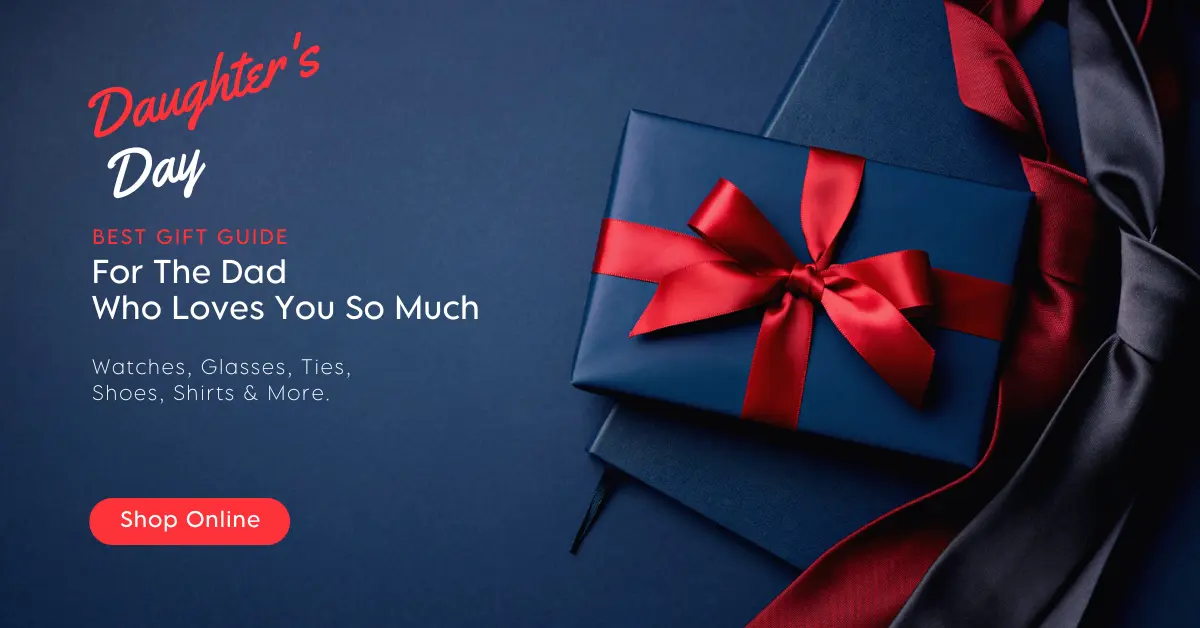 Daughter's
Day
BEST GIFT GUIDE
For The Dad
Who Loves You So Much
Watches, Glasses, Ties,
Shoes, Shirts & More.
Shop Online